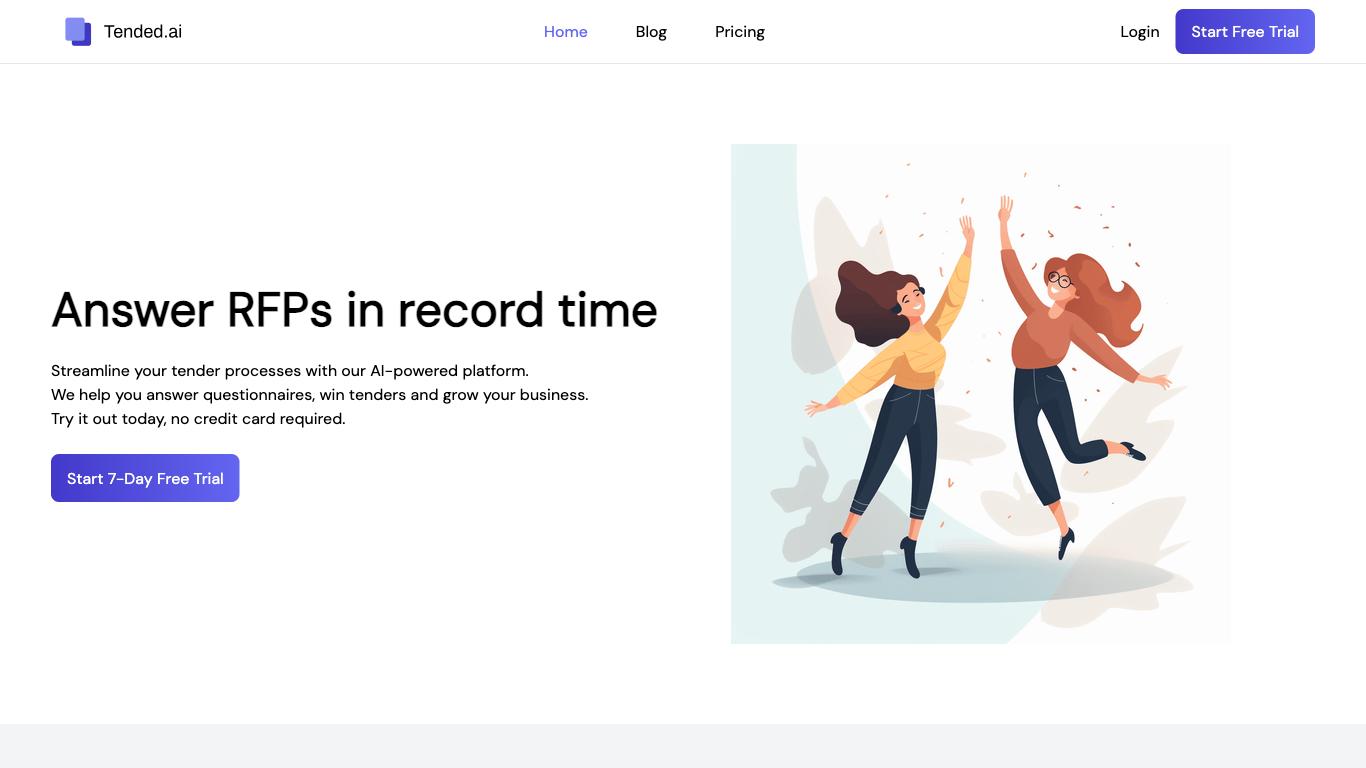 Tended.ai
Home
Blog
Pricing
Login
Start Free Trial
Answer RFPs in record time
Streamline your tender processes with our AI-powered platform.
We help you answer questionnaires, win tenders and grow your business.
Try it out today, no credit card required.
Start 7-Day Free Trial